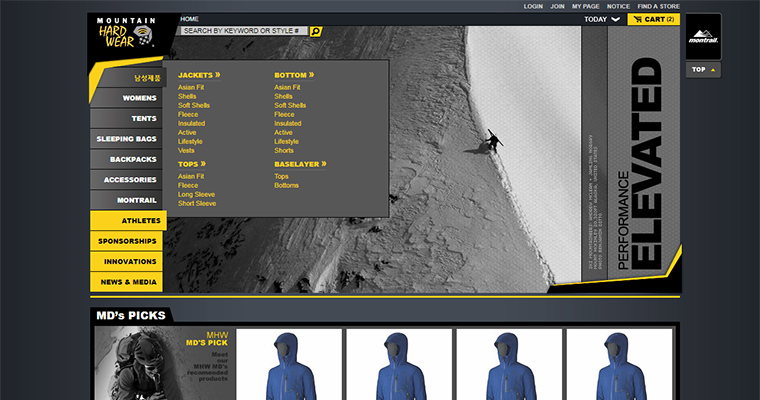 LOGIN JOIN MY PAGE NOTICE FIND A STORE
MOUNTAIN
HARD
WEAR
HOME
TODAY
CART (2)
SEARCH BY KEYWORD OR STYLE #
montrail.
TOP
남성제품
WOMENS
TENTS
SLEEPING BAGS
BACKPACKS
ACCESSORIES
MONTRAIL
ATHLETES
SPONSORSHIPS
INNOVATIONS
NEWS & MEDIA
JACKETS »
Asian Fit
Shells
Soft Shells
Fleece
Insulated
Active
Lifestyle
Vests
BOTTOM »
Asian Fit
Shells
Soft Shells
Fleece
Insulated
Active
Lifestyle
Shorts
TOPS »
Asian Fit
Fleece
Long Sleeve
Short Sleeve
BASELAYER »
Tops
Bottoms
PERFORMANCE
ELEVATED
MD's PICKS
MHW
MD'S PICK
Meet
our
MHW MD's
recomended
products